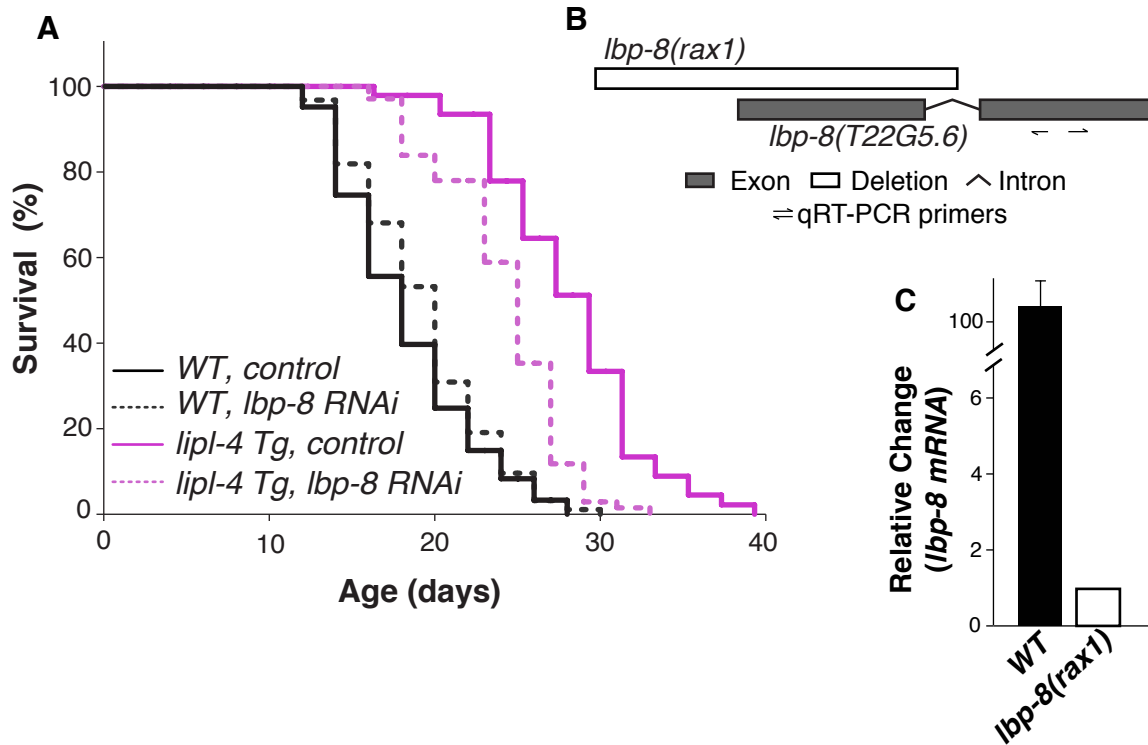 A
Survival (%)
100
80
60
40
20
0
0 10 20 30 40
Age (days)
WT, control
WT, lbp-8 RNAi
lipl-4 Tg, control
lipl-4 Tg, lbp-8 RNAi
B
lbp-8(rax1)
lbp-8(T22G5.6)
Exon Deletion Intron
qRT-PCR primers
C
Relative Change
(lbp-8 mRNA)
100
6
4
2
0
WT
lbp-8(rax1)